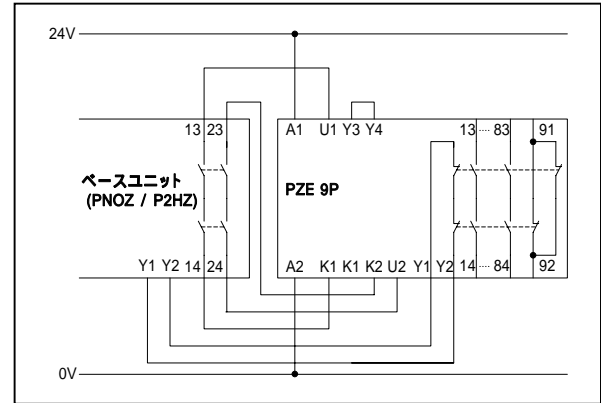 24V
13 23
A1 U1 Y3 Y4
13 ---- 83
91
ベースユニット
(PNOZ / P2HZ)
PZE 9P
Y1 Y2 14 24
A2 K1 K1 K2 U2 Y1 Y2 14 ---- 84
92
0V